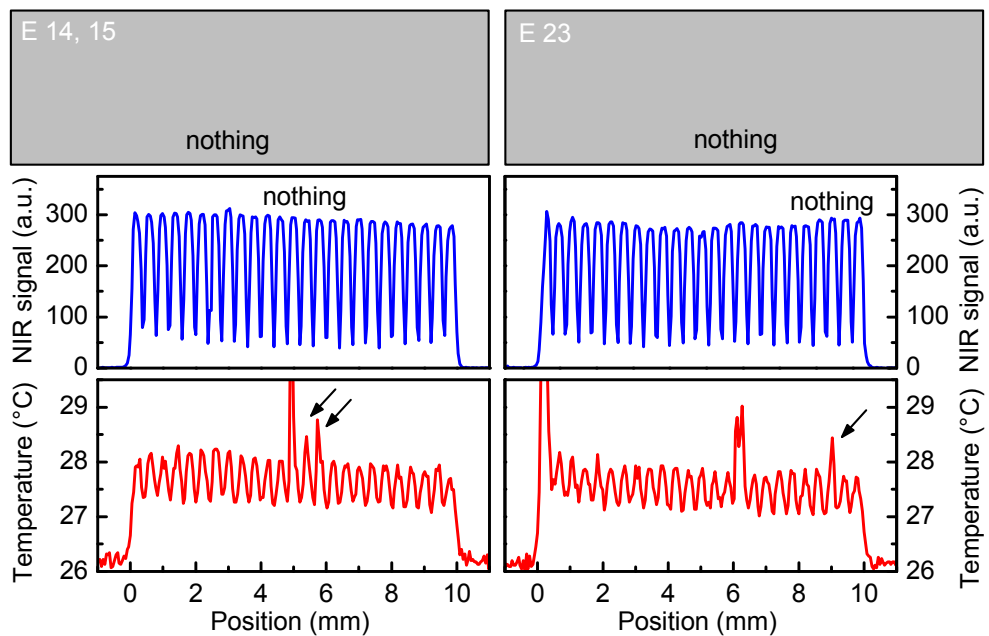 E 14, 15
nothing
E 23
nothing
NIR signal (a.u.)
300
200
100
0
nothing
nothing
300
200
100
0
NIR signal (a.u.)
Temperature (°C)
29
28
27
26
29
28
27
26
Temperature (°C)
0 2 4 6 8 10
Position (mm)
0 2 4 6 8 10
Position (mm)